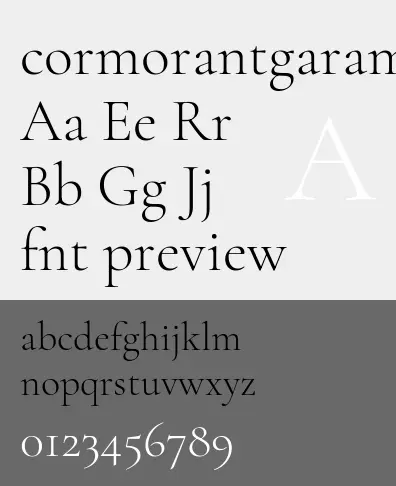 cormorantgaram
Aa Ee Rr
A
Bb Gg Jj
fnt preview
abcdefghijklm
nopqrstuvwxyz
0123456789